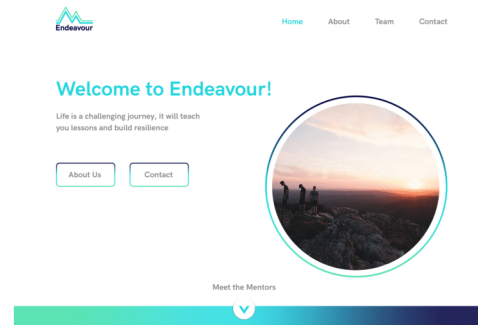 Endeavour
Home About Team Contact
Welcome to Endeavour!
Life is a challenging journey, it will teach
you lessons and build resilience
About Us Contact
Meet the Mentors